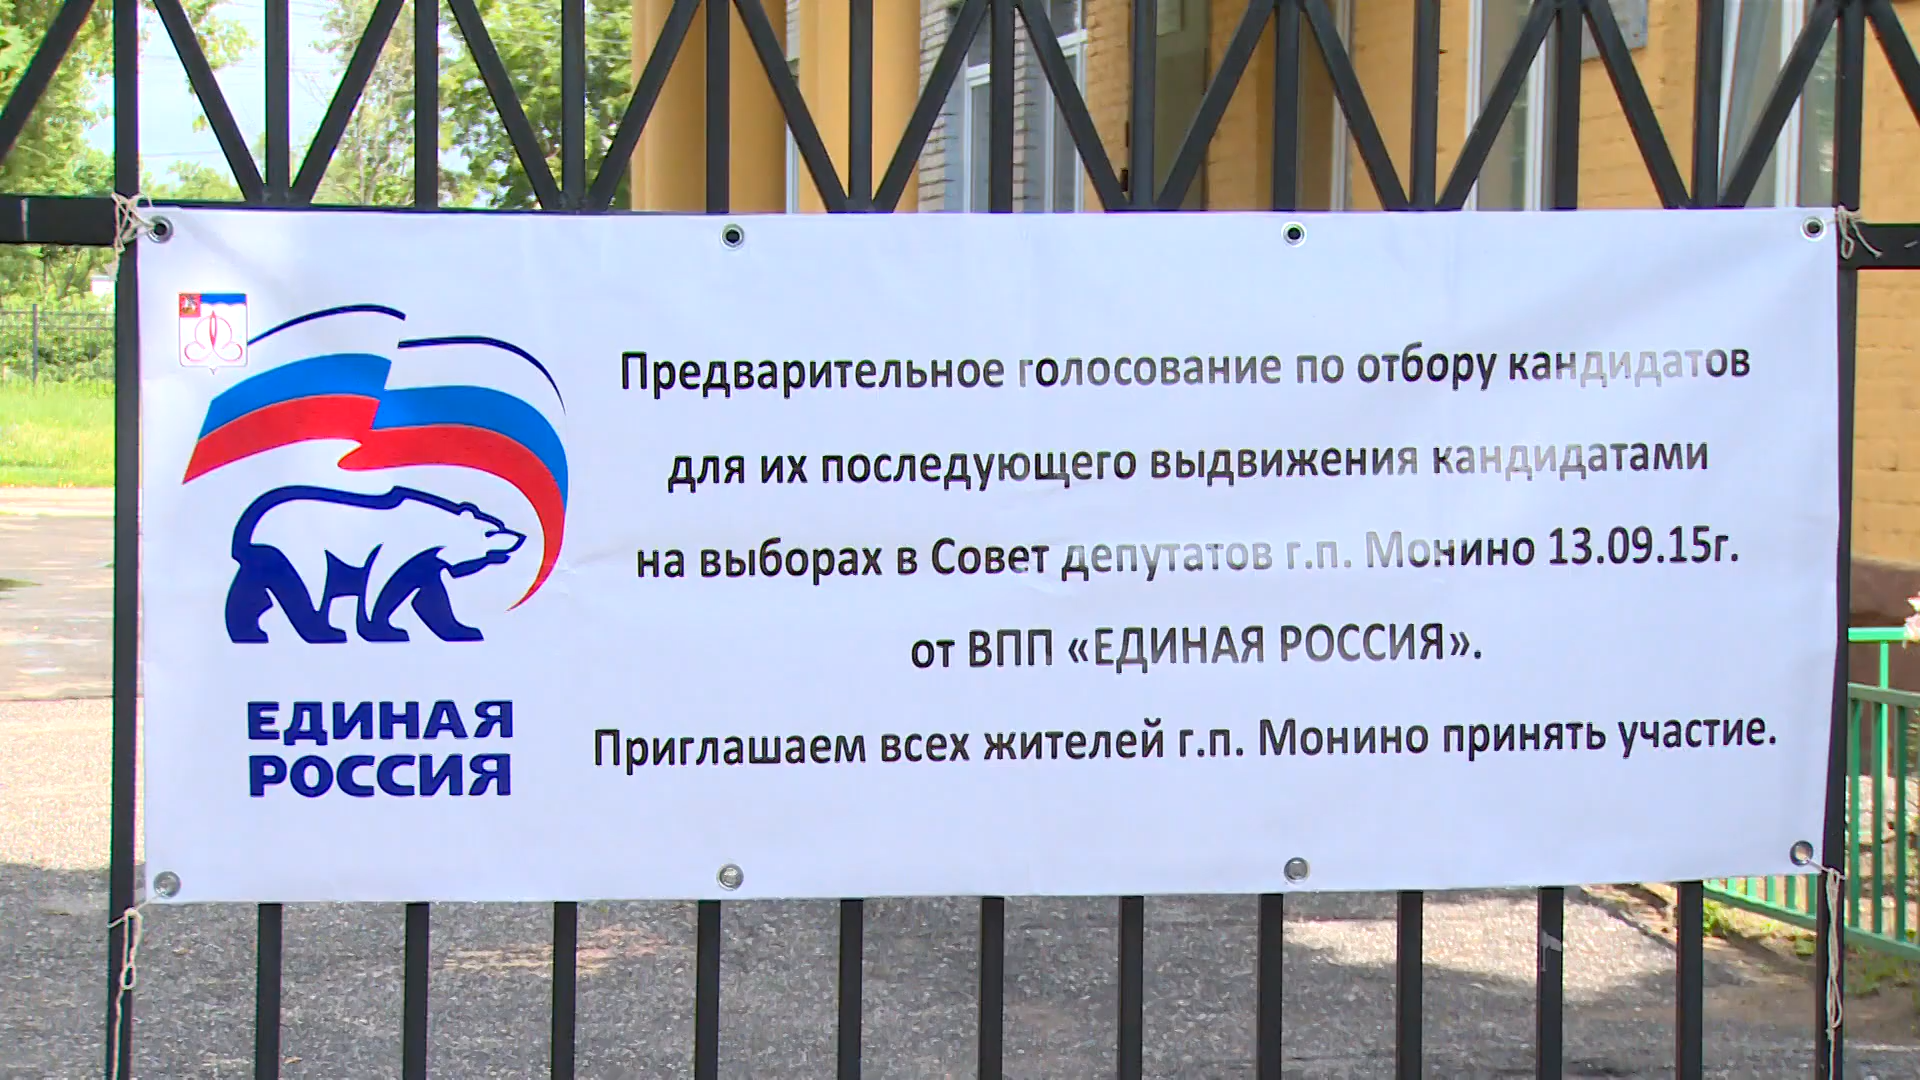 ЕДИНАЯ
РОССИЯ
Предварительное голосование по отбору кандидатов
для их последующего выдвижения кандидатами
на выборах в Совет депутатов г.п. Монино 13.09.15г.
от ВПП «ЕДИНАЯ РОССИЯ».
Приглашаем всех жителей г.п. Монино принять участие.